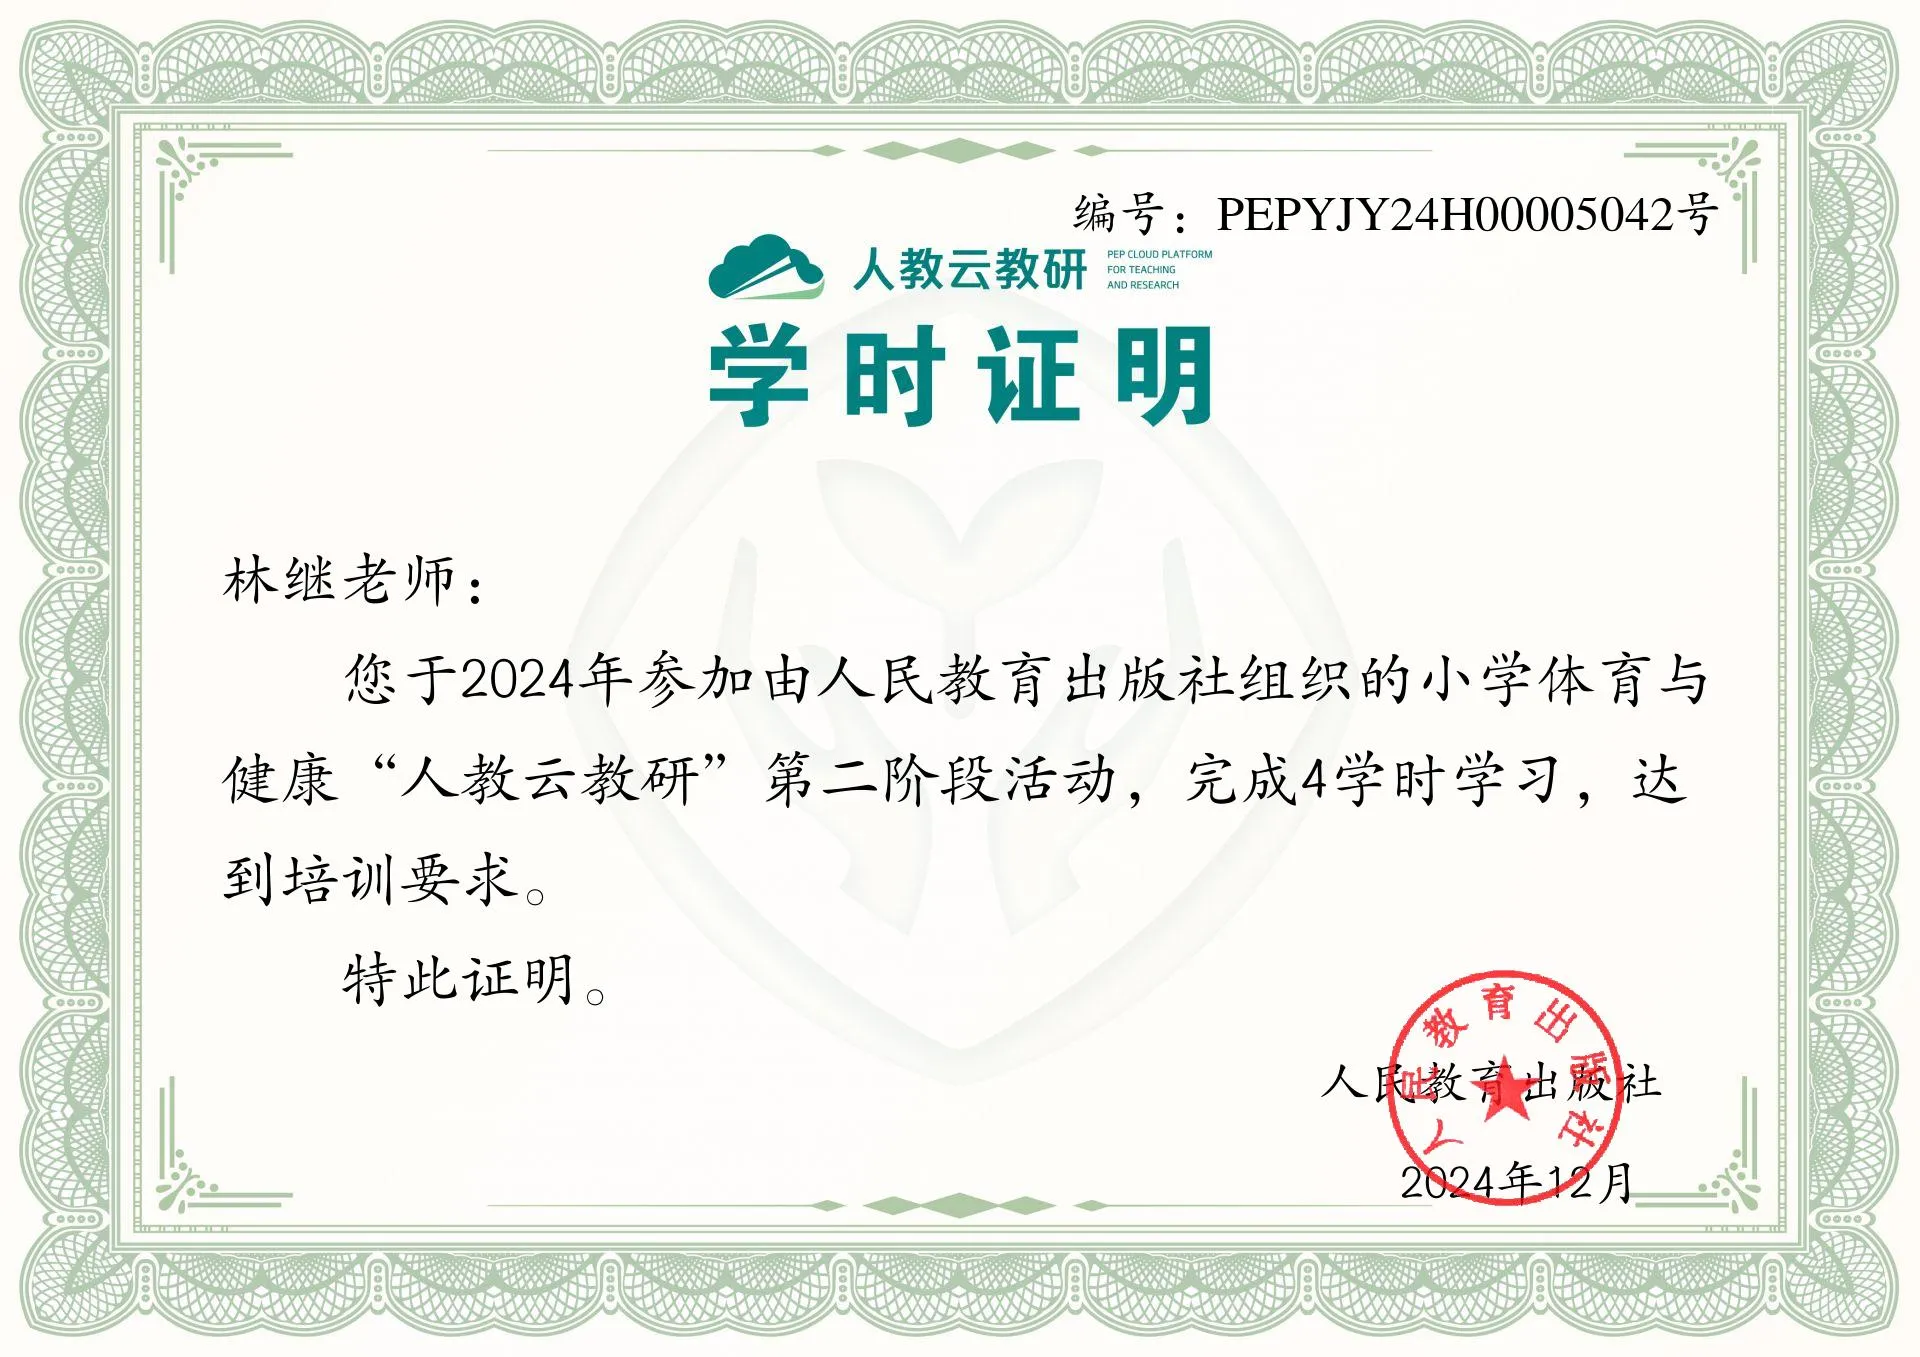 编号：PEPYJY24H00005042号
人教云教研
PEP CLOUD PLATFORM
FOR TEACHING
AND RESEARCH
学时证明
林继老师：
您于2024年参加由人民教育出版社组织的小学体育与
健康“人教云教研”第二阶段活动，完成4学时学习，达
到培训要求。
特此证明。
人民教育出版社
人民教育出版社
2024年12月